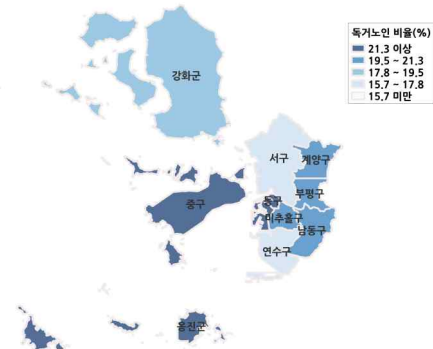 독거노인 비율(%)
21.3 이상
19.5 ~ 21.3
17.8 ~ 19.5
15.7 ~ 17.8
15.7 미만
강화군
서구
계양구
부평구
중구
동구
미추홀구
남동구
연수구
옹진군